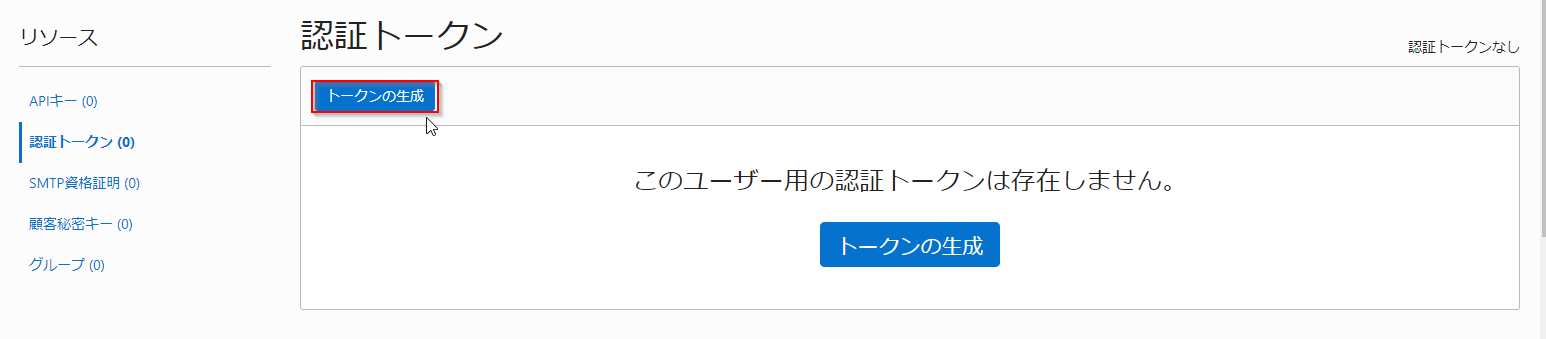 リソース
APIキー (0)
認証トークン (0)
SMTP資格証明 (0)
顧客秘密キー (0)
グループ (0)
認証トークン
認証トークンなし
トークンの生成
このユーザー用の認証トークンは存在しません。
トークンの生成